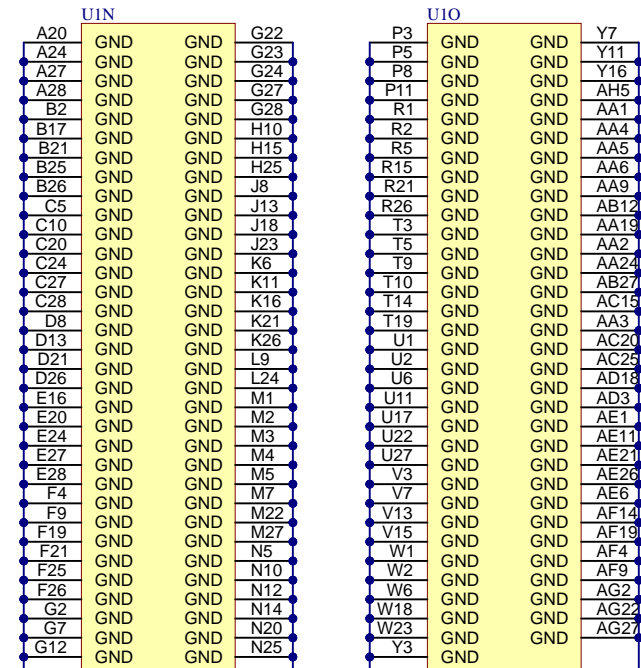 U1N U1O
A20 GND GND G22 P3 GND GND Y7
A24 GND GND G23 P5 GND GND Y11
A27 GND GND G24 P8 GND GND Y16
A28 GND GND G27 P11 GND GND AH5
B2 GND GND G28 R1 GND GND AA1
B17 GND GND H10 R2 GND GND AA4
B21 GND GND H15 R5 GND GND AA5
B25 GND GND H25 R15 GND GND AA6
B26 GND GND J8 R21 GND GND AA9
C5 GND GND J13 R26 GND GND AB12
C10 GND GND J18 T3 GND GND AA19
C20 GND GND J23 T5 GND GND AA2
C24 GND GND K6 T9 GND GND AA24
C27 GND GND K11 T10 GND GND AB27
C28 GND GND K16 T14 GND GND AC15
D8 GND GND K21 T19 GND GND AA3
D13 GND GND K26 U1 GND GND AC20
D21 GND GND L9 U2 GND GND AC25
D26 GND GND L24 U6 GND GND AD18
E16 GND GND M1 U11 GND GND AD3
E20 GND GND M2 U17 GND GND AE1
E24 GND GND M3 U22 GND GND AE11
E27 GND GND M4 U27 GND GND AE21
E28 GND GND M5 V3 GND GND AE26
F4 GND GND M7 V7 GND GND AE6
F9 GND GND M22 V13 GND GND AF14
F19 GND GND M27 V15 GND GND AF19
F21 GND GND N5 W1 GND GND AF4
F25 GND GND N10 W2 GND GND AF9
F26 GND GND N12 W6 GND GND AG2
G2 GND GND N14 W18 GND GND AG22
G7 GND GND N20 W23 GND GND AG27
G12 GND GND N25 Y3 GND